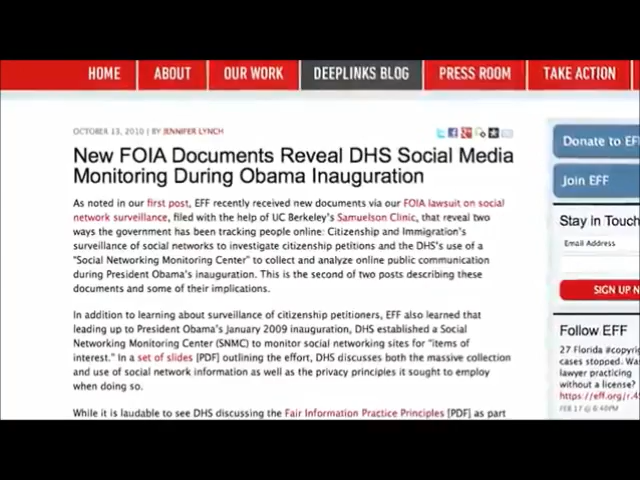 HOME
ABOUT
OUR WORK
DEEPLINKS BLOG
PRESS ROOM
TAKE ACTION
OCTOBER 13, 2010 | BY JENNIFER LYNCH
New FOIA Documents Reveal DHS Social Media
Monitoring During Obama Inauguration
As noted in our first post, EFF recently received new documents via our FOIA lawsuit on social
network surveillance, filed with the help of UC Berkeley's Samuelson Clinic, that reveal two
ways the government has been tracking people online: Citizenship and Immigration's
surveillance of social networks to investigate citizenship petitions and the DHS's use of a
"Social Networking Monitoring Center" to collect and analyze online public communication
during President Obama's inauguration. This is the second of two posts describing these
documents and some of their implications.
In addition to learning about surveillance of citizenship petitioners, EFF also learned that
leading up to President Obama's January 2009 inauguration, DHS established a Social
Networking Monitoring Center (SNMC) to monitor social networking sites for "items of
interest." In a set of slides [PDF] outlining the effort, DHS discusses both the massive collection
and use of social network information as well as the privacy principles it sought to employ
when doing so.
While it is laudable to see DHS discussing the Fair Information Practice Principles [PDF] as part
Donate to EF
Join EFF
Stay in Touch
Email Address
SIGN UP N
Follow EFF
27 Florida #copyrig
cases stopped. Was
lawyer practicing
without a license?
https://eff.org/r.4
FEB 17 @ 6:40PM